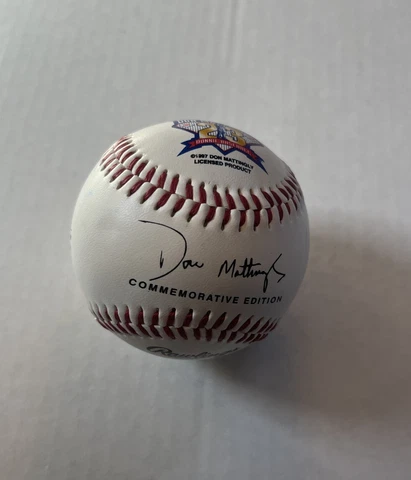 ©1997 DON MATTINGLY
LICENSED PRODUCT
Don Mattingly
COMMEMORATIVE EDITION